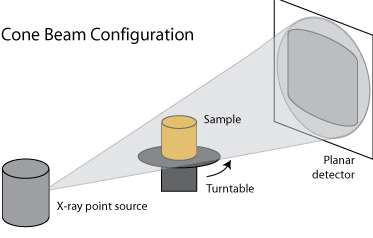 Cone Beam Configuration
Sample
Planar
detector
Turntable
X-ray point source